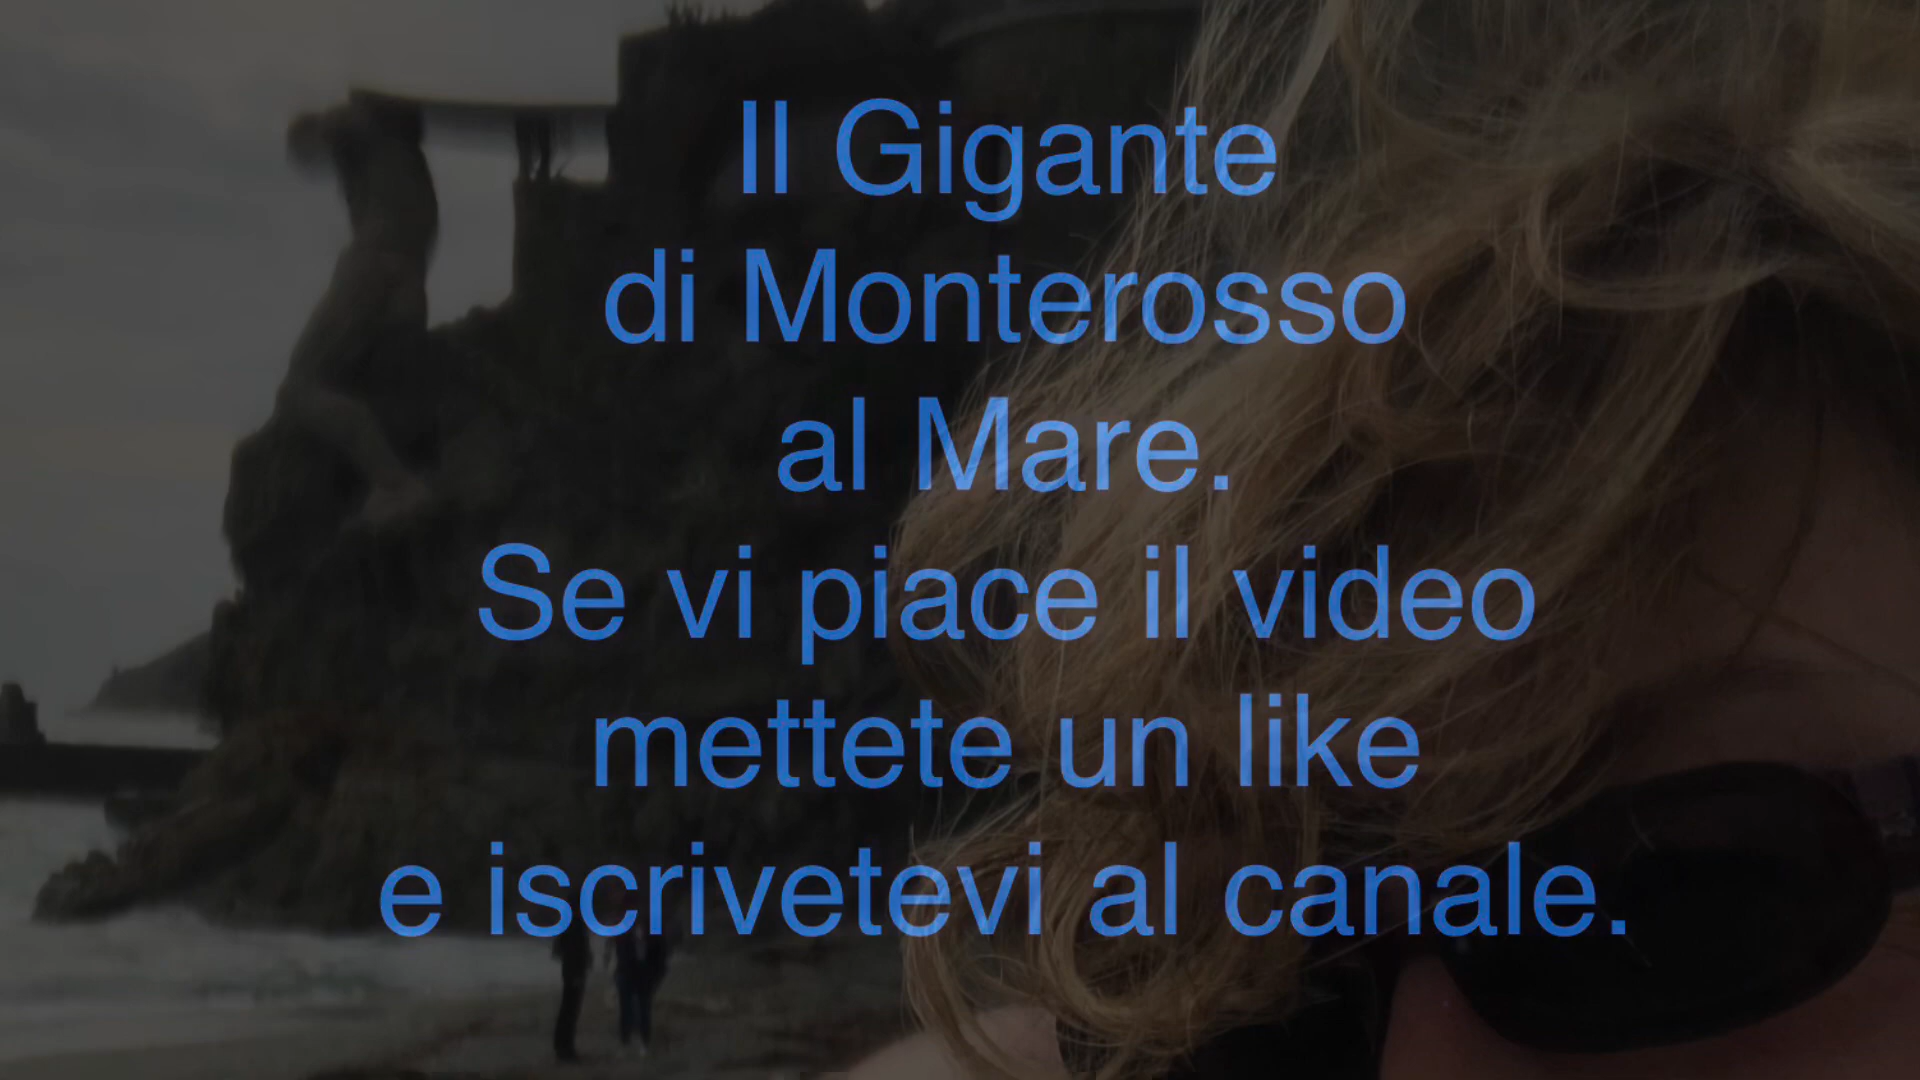 Il Gigante
di Monterosso
al Mare.
Se vi piace il video
mettete un like
e iscrivetevi al canale.